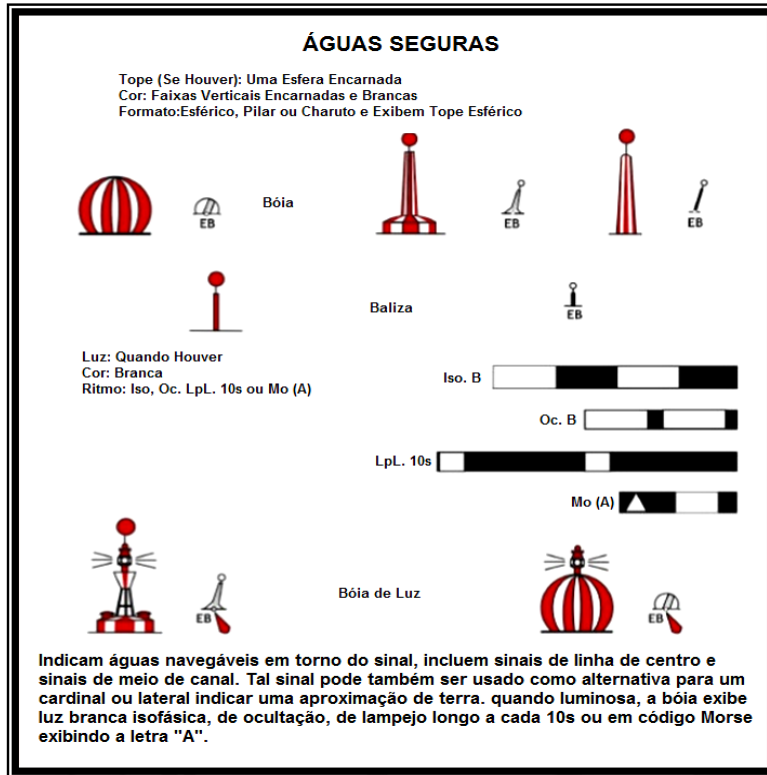 ÁGUAS SEGURAS
Tope (Se Houver): Uma Esfera Encarnada
Cor: Faixas Verticais Encarnadas e Brancas
Formato:Esférico, Pilar ou Charuto e Exibem Tope Esférico
EB
Bóia
EB
EB
Baliza
EB
Luz: Quando Houver
Cor: Branca
Ritmo: Iso, Oc. LpL. 10s ou Mo (A)
Iso. B
Oc. B
LpL. 10s
Mo (A)
EB
Bóia de Luz
EB
Indicam águas navegáveis em torno do sinal, incluem sinais de linha de centro e
sinais de meio de canal. Tal sinal pode também ser usado como alternativa para um
cardinal ou lateral indicar uma aproximação de terra. quando luminosa, a bóia exibe
luz branca isofásica, de ocultação, de lampejo longo a cada 10s ou em código Morse
exibindo a letra "A".